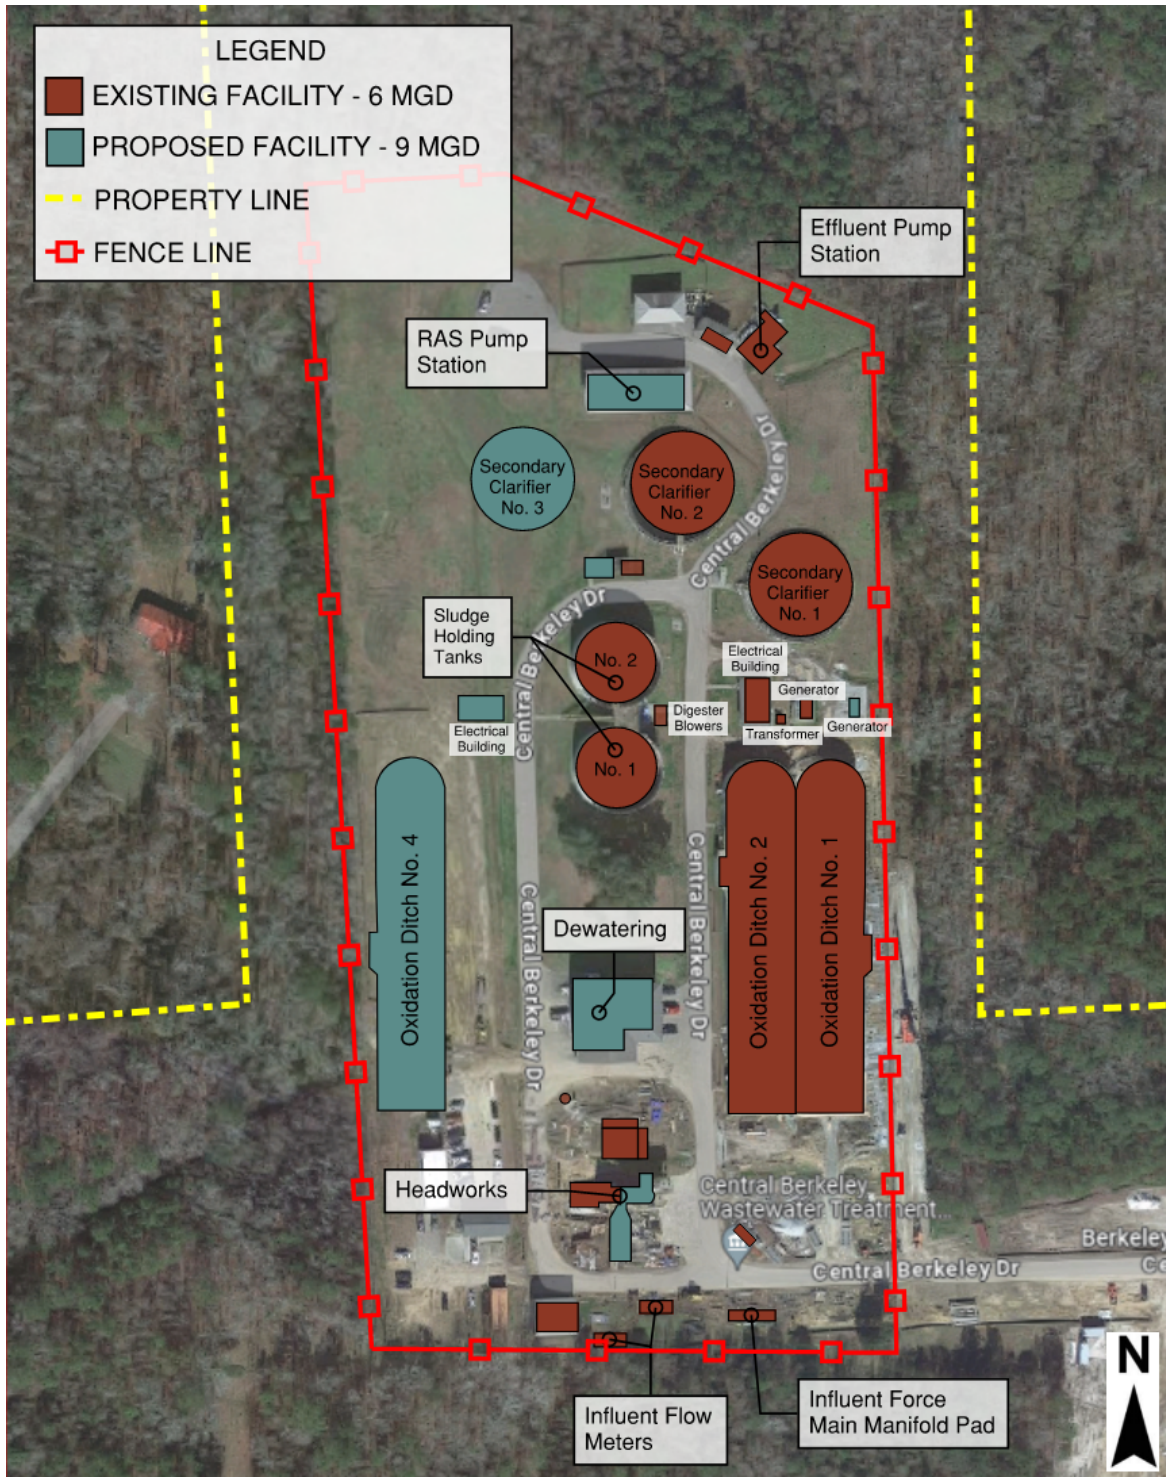 LEGEND
EXISTING FACILITY - 6 MGD
PROPOSED FACILITY - 9 MGD
PROPERTY LINE
FENCE LINE
Effluent Pump
Station
RAS Pump
Station
Central Berkeley Dr
Secondary
Clarifier
No. 3
Secondary
Clarifier
No. 2
Secondary
Clarifier
No. 1
Central Berkeley Dr
Sludge
Holding
Tanks
No. 2
No. 1
Electrical
Building
Generator
Transformer
Generator
Digester
Blowers
Electrical
Building
Oxidation Ditch No. 4
Central Berkeley Dr
Central Berkeley Dr
Oxidation Ditch No. 2
Oxidation Ditch No. 1
Dewatering
Headworks
Central Berkeley
Wastewater Treatment...
Central Berkeley Dr
Berkeley
Ce
Influent Flow
Meters
Influent Force
Main Manifold Pad
N